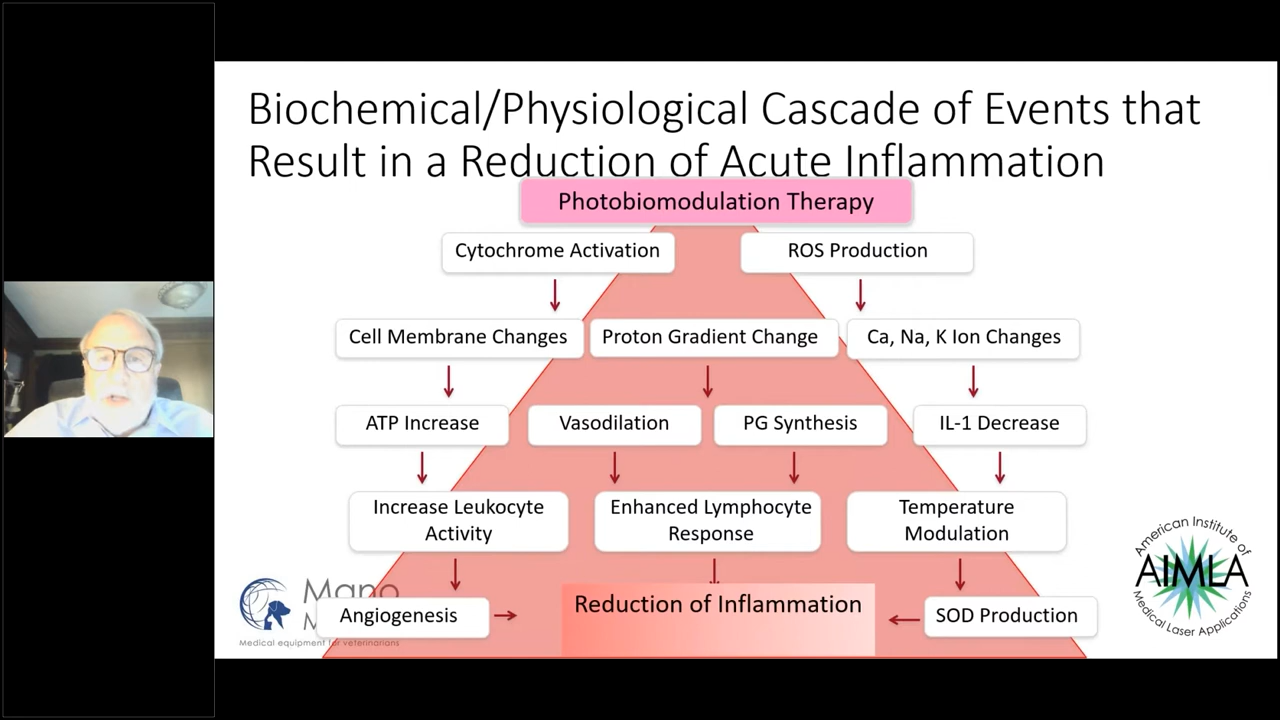 Biochemical/Physiological Cascade of Events that
Result in a Reduction of Acute Inflammation
Photobiomodulation Therapy
Cytochrome Activation
ROS Production
Cell Membrane Changes
Proton Gradient Change
Ca, Na, K Ion Changes
ATP Increase
Vasodilation
PG Synthesis
IL-1 Decrease
Increase Leukocyte
Activity
Enhanced Lymphocyte
Response
Temperature
Modulation
Angiogenesis
Reduction of Inflammation
SOD Production
Medical equipment for veterinarians
American Institute of
AIMLA
Medical Laser Applications